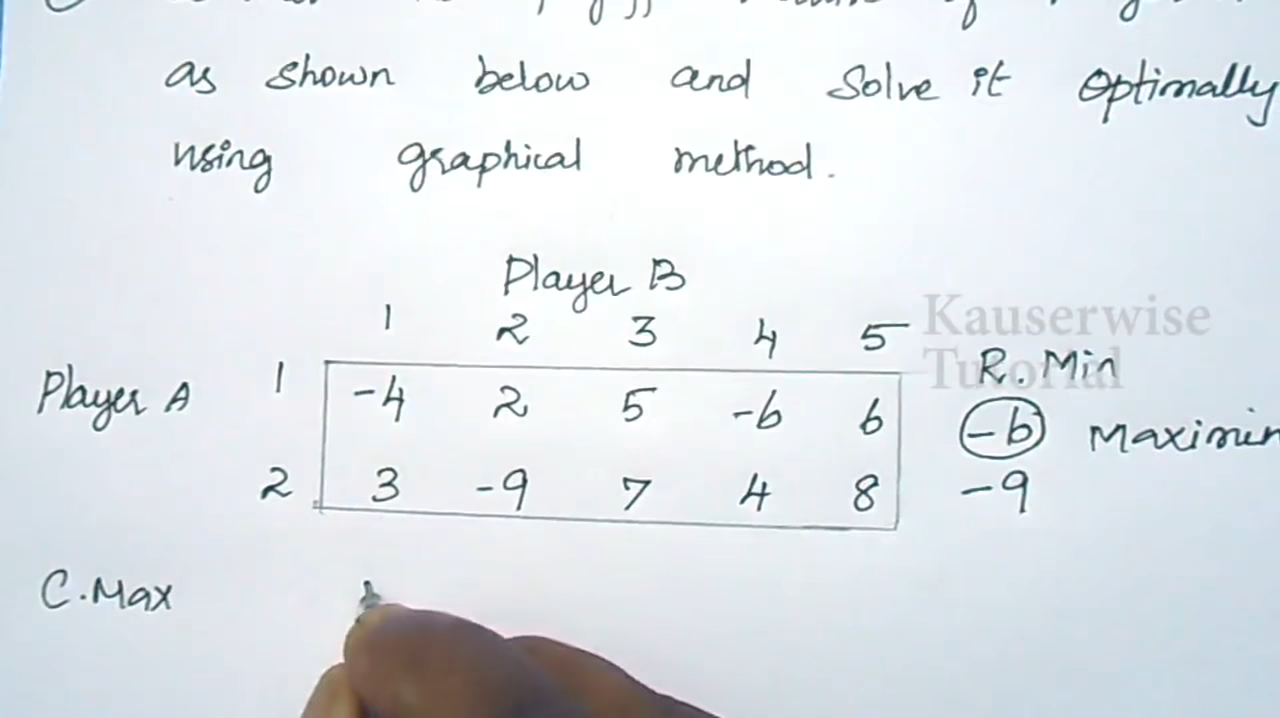 as shown below and solve it optimally
using graphical method.
Player B
1 2 3 4 5
Kauserwise
Tutorial
R. Min
Player A 1 -4 2 5 -6 6 -6 Maximin
2 3 -9 7 4 8 -9
C. Max